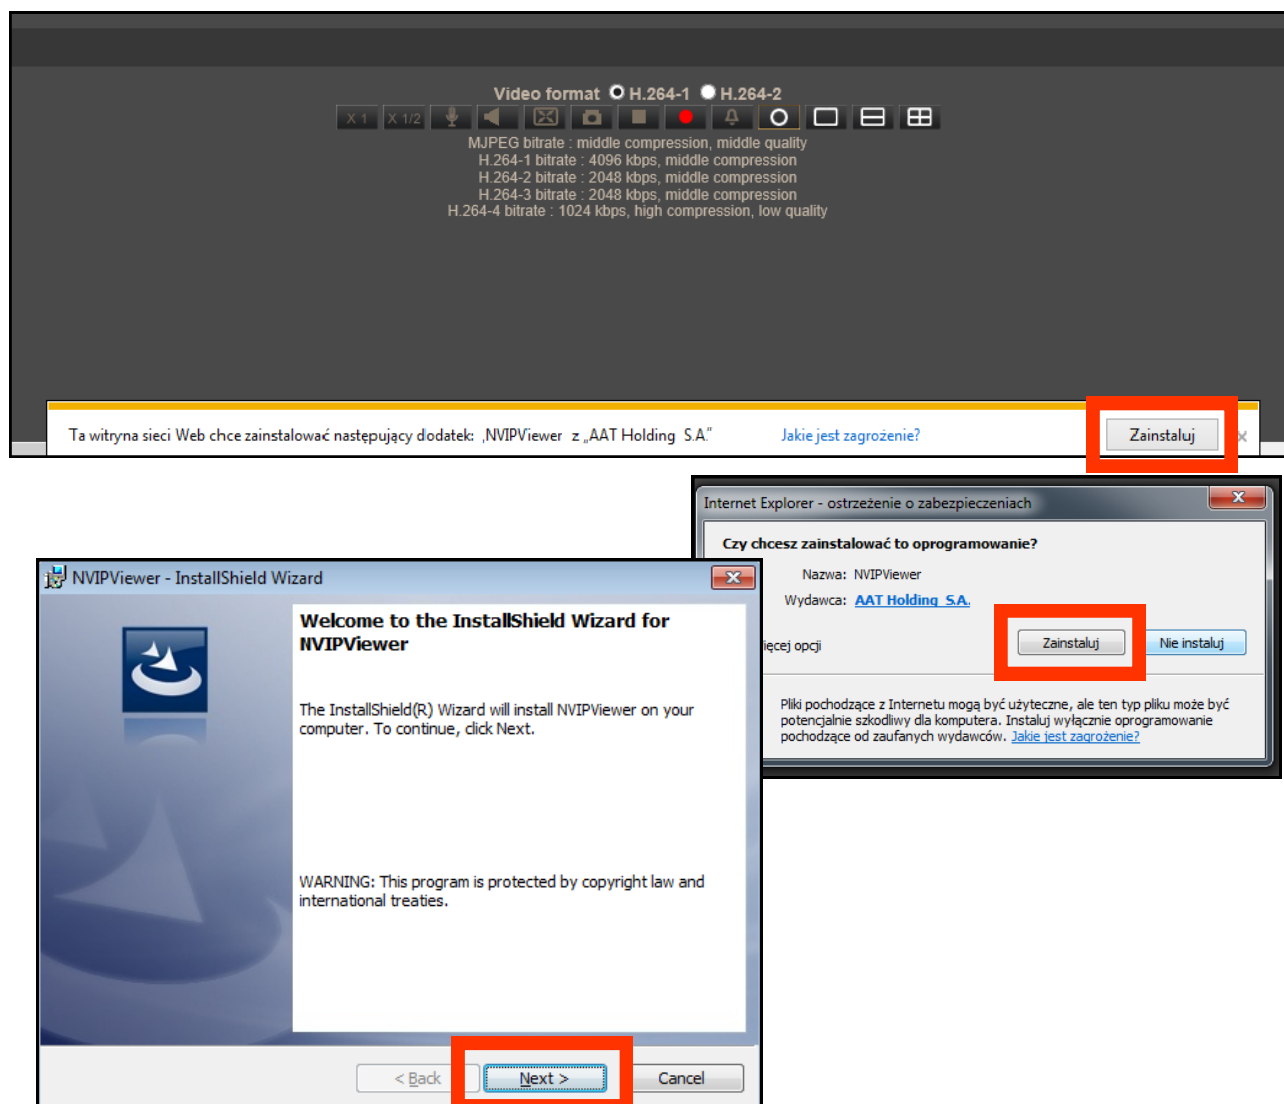 Video format H.264-1 H.264-2
X 1 X 1/2
MJPEG bitrate : middle compression, middle quality
H.264-1 bitrate : 4096 kbps, middle compression
H.264-2 bitrate : 2048 kbps, middle compression
H.264-3 bitrate : 2048 kbps, middle compression
H.264-4 bitrate : 1024 kbps, high compression, low quality
Ta witryna sieci Web chce zainstalować następujący dodatek: ‚NVIPViewer z „AAT Holding S.A.” Jakie jest zagrożenie? Zainstaluj
Internet Explorer - ostrzeżenie o zabezpieczeniach
Czy chcesz zainstalować to oprogramowanie?
Nazwa: NVIPViewer
Wydawca: AAT Holding S.A.
ięcej opcji Zainstaluj Nie instaluj
Pliki pochodzące z Internetu mogą być użyteczne, ale ten typ pliku może być
potencjalnie szkodliwy dla komputera. Instaluj wyłącznie oprogramowanie
pochodzące od zaufanych wydawców. Jakie jest zagrożenie?
NVIPViewer - InstallShield Wizard
Welcome to the InstallShield Wizard for
NVIPViewer
The InstallShield(R) Wizard will install NVIPViewer on your
computer. To continue, click Next.
WARNING: This program is protected by copyright law and
international treaties.
< Back Next > Cancel